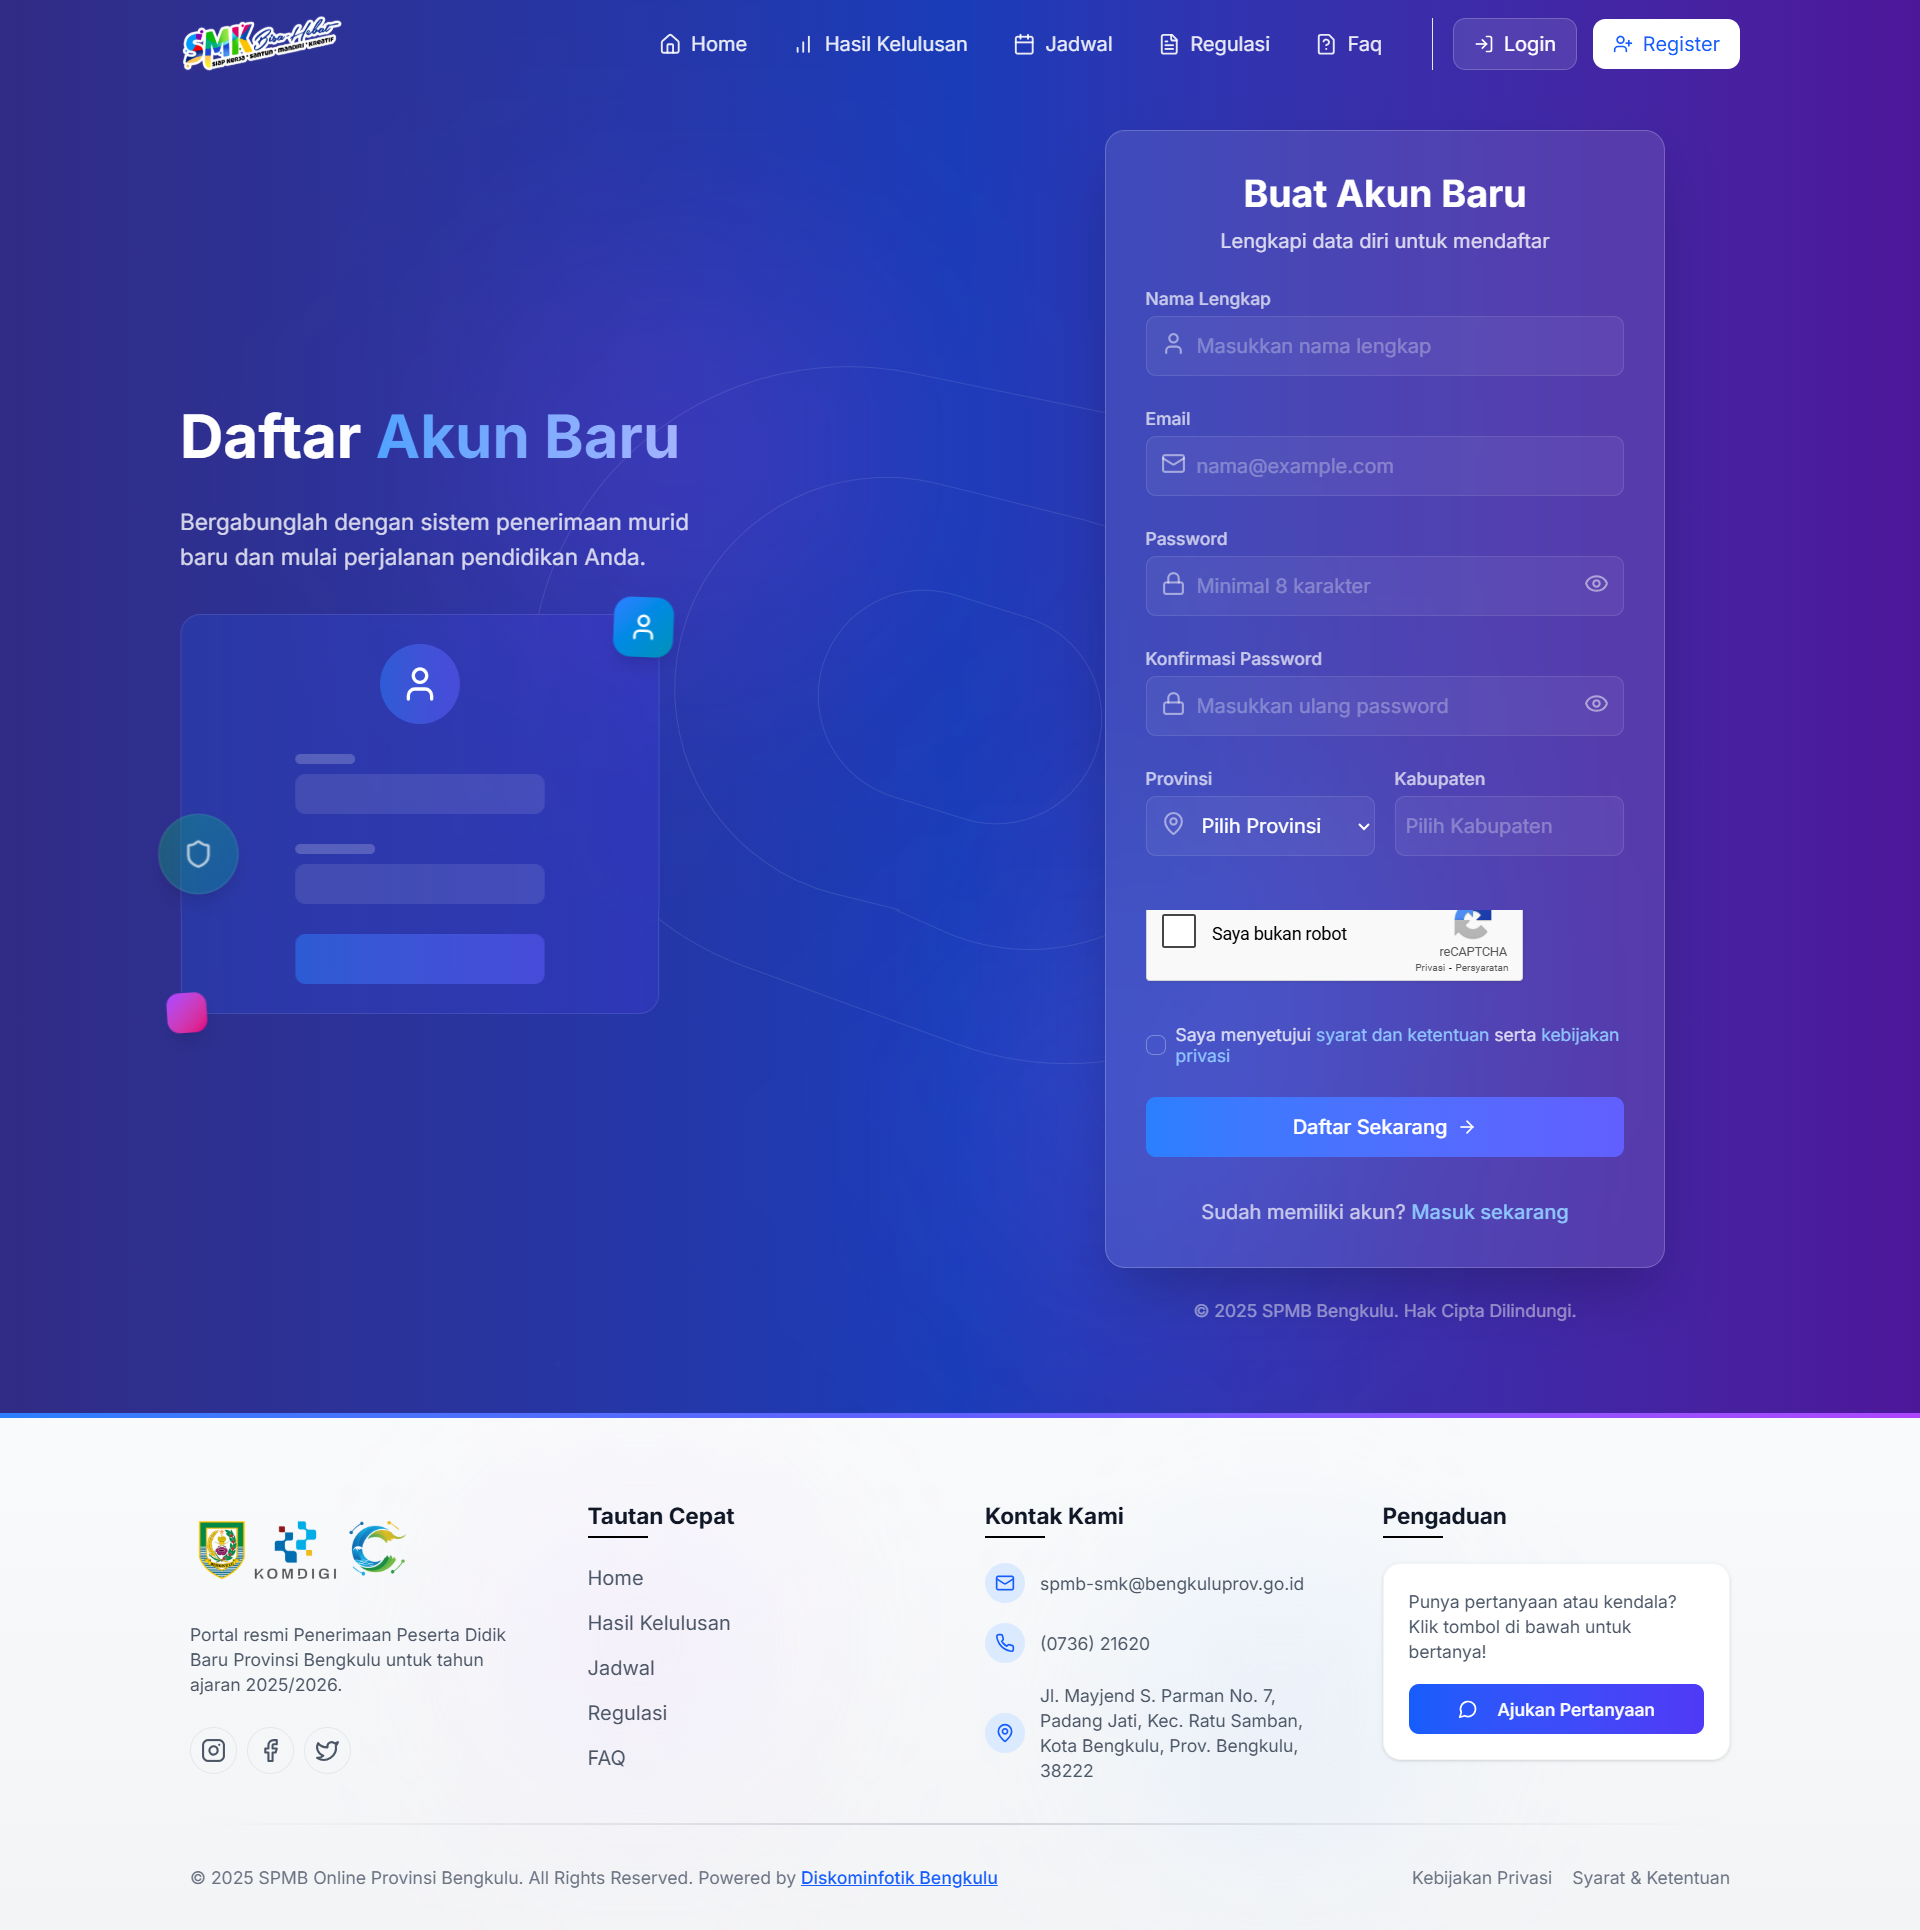 SMK Bisa Hebat
SIAP KERJA • SANTUN • MANDIRI • KREATIF
Home
Hasil Kelulusan
Jadwal
Regulasi
Faq
Login
Register
Daftar Akun Baru
Bergabunglah dengan sistem penerimaan murid
baru dan mulai perjalanan pendidikan Anda.
Buat Akun Baru
Lengkapi data diri untuk mendaftar
Nama Lengkap
Masukkan nama lengkap
Email
nama@example.com
Password
Minimal 8 karakter
Konfirmasi Password
Masukkan ulang password
Provinsi
Kabupaten
Pilih Provinsi
Pilih Kabupaten
Saya bukan robot
reCAPTCHA
Privasi - Persyaratan
Saya menyetujui syarat dan ketentuan serta kebijakan
privasi
Daftar Sekarang
Sudah memiliki akun? Masuk sekarang
© 2025 SPMB Bengkulu. Hak Cipta Dilindungi.
KOMDIGI
Portal resmi Penerimaan Peserta Didik
Baru Provinsi Bengkulu untuk tahun
ajaran 2025/2026.
Tautan Cepat
Home
Hasil Kelulusan
Jadwal
Regulasi
FAQ
Kontak Kami
spmb-smk@bengkuluprov.go.id
(0736) 21620
Jl. Mayjend S. Parman No. 7,
Padang Jati, Kec. Ratu Samban,
Kota Bengkulu, Prov. Bengkulu,
38222
Pengaduan
Punya pertanyaan atau kendala?
Klik tombol di bawah untuk
bertanya!
Ajukan Pertanyaan
© 2025 SPMB Online Provinsi Bengkulu. All Rights Reserved. Powered by Diskominfotik Bengkulu
Kebijakan Privasi
Syarat & Ketentuan